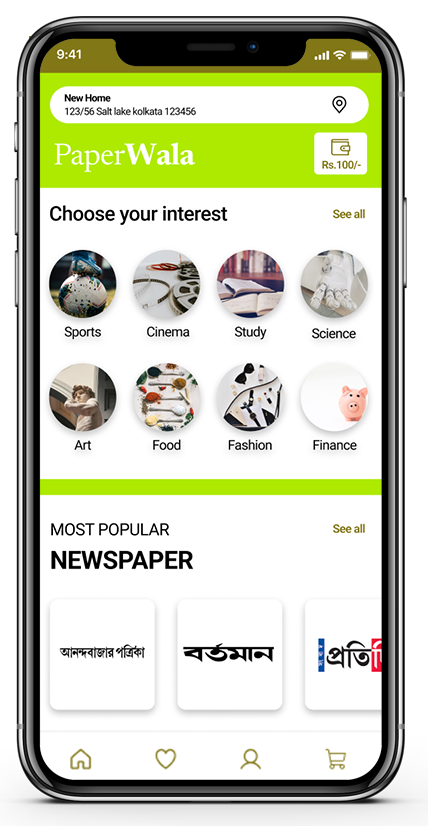 9:41
New Home
123/56 Salt lake kolkata 123456
PaperWala
Rs.100/-
Choose your interest
See all
Sports
Cinema
Study
Science
Art
Food
Fashion
Finance
MOST POPULAR
See all
NEWSPAPER
আনন্দবাজার পত্রিকা
বর্তমান
প্রতি